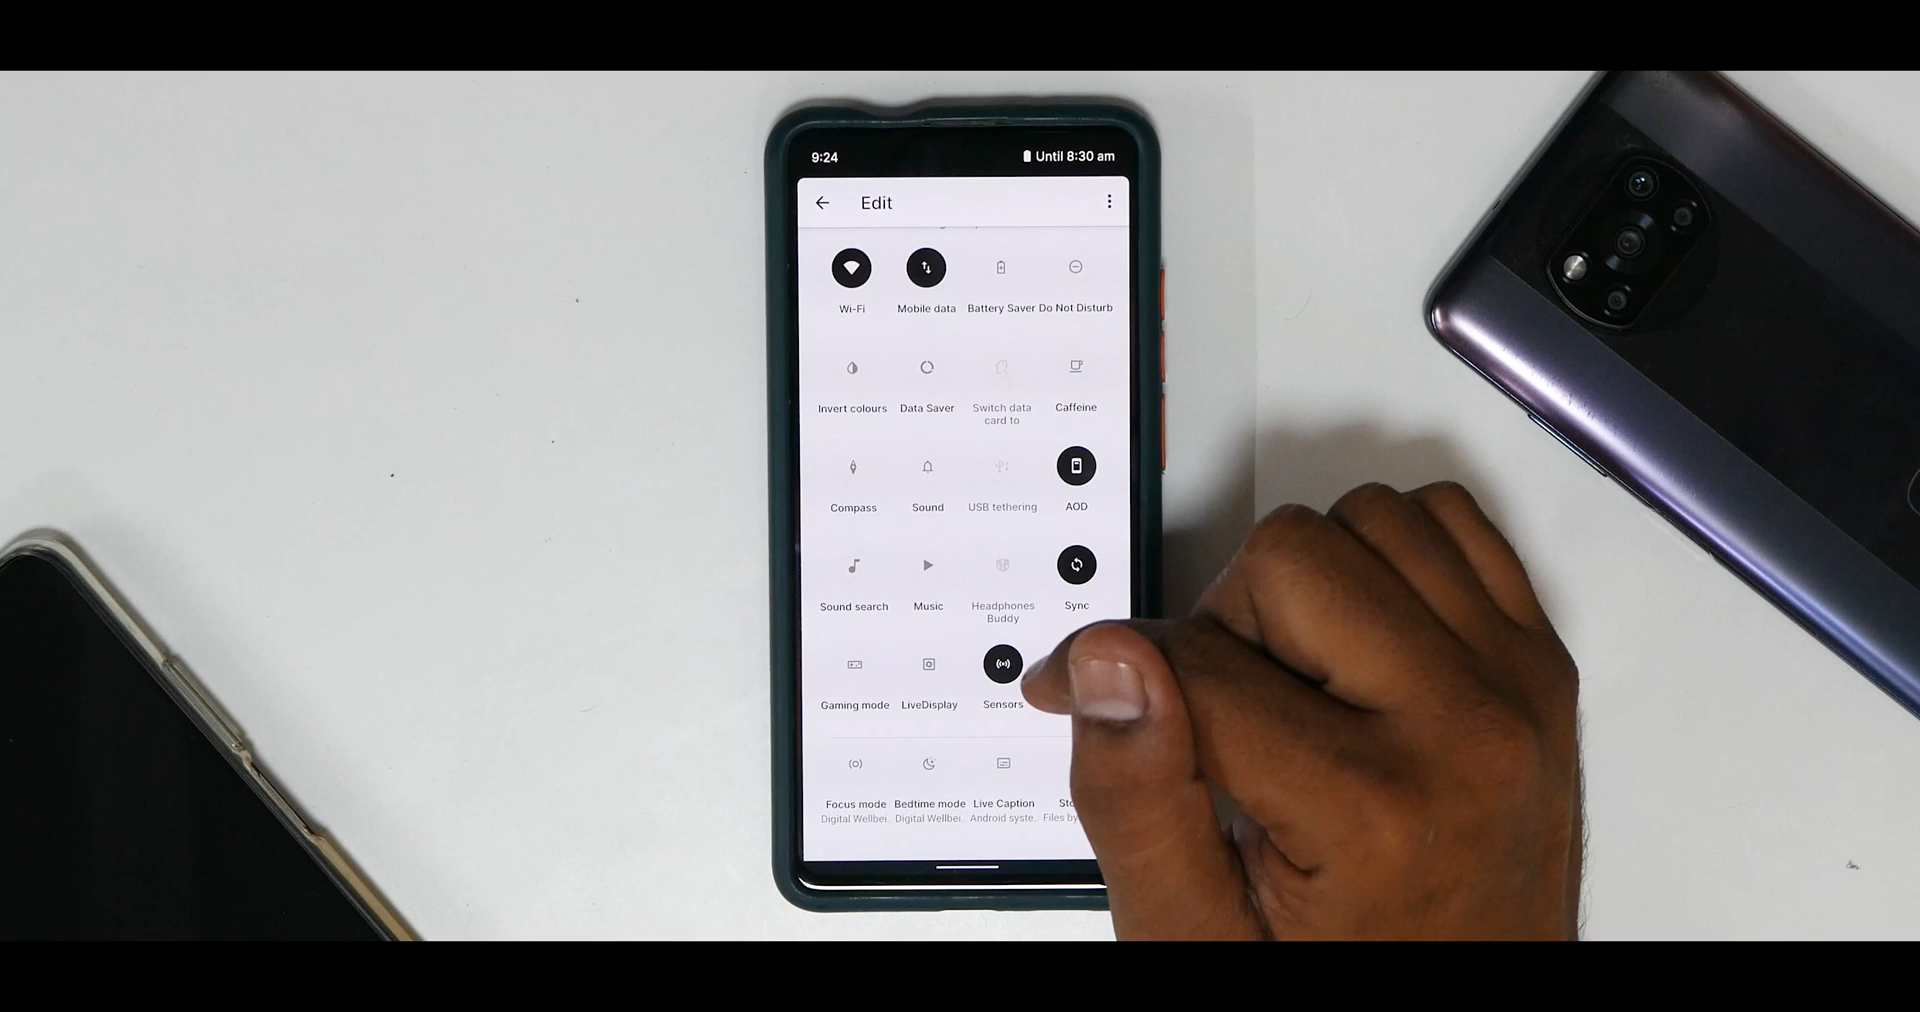 9:24 Until 8:30 am
Edit
Wi-Fi Mobile data Battery Saver Do Not Disturb
Invert colours Data Saver Switch data Caffeine
card to
Compass Sound USB tethering AOD
Sound search Music Headphones Sync
Buddy
Gaming mode LiveDisplay Sensors
Focus mode Bedtime mode Live Caption
Digital Wellbei.. Digital Wellbei.. Android syste.. Files by